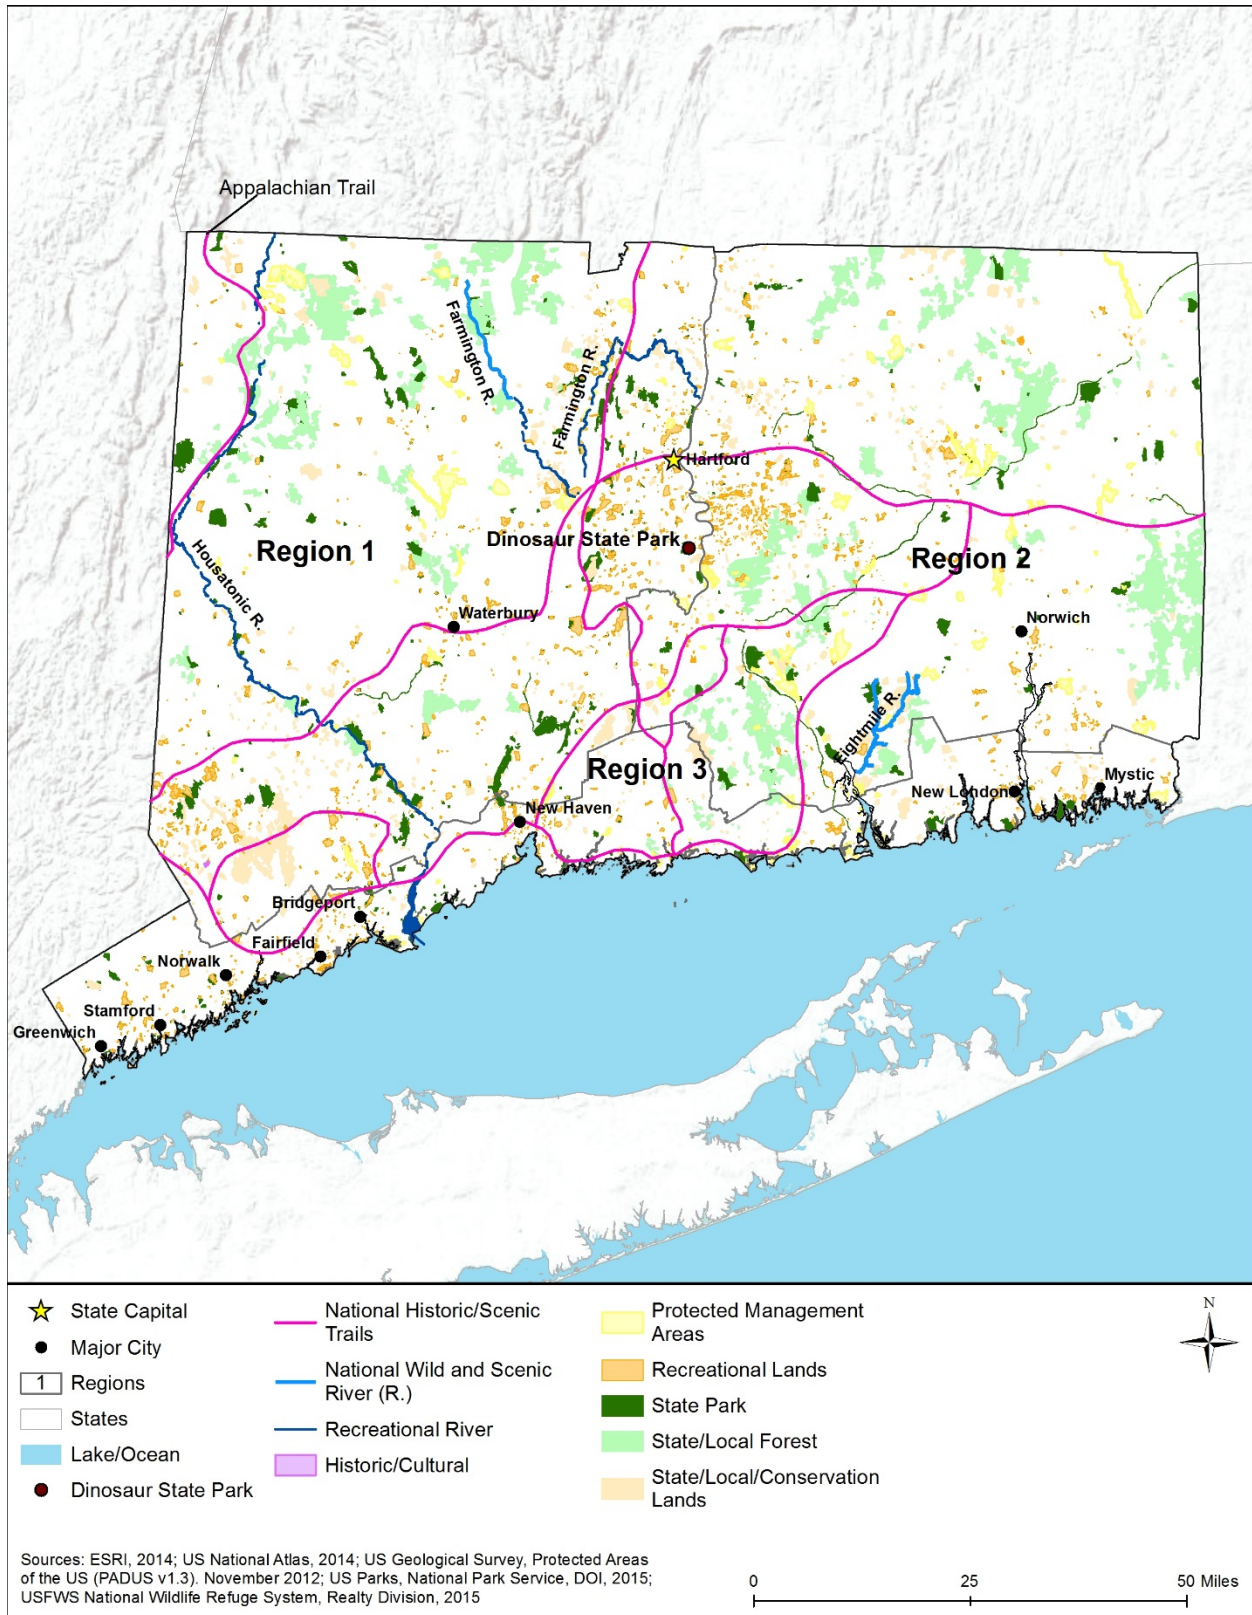 Appalachian Trail
Farmington R.
Farmington R.
Hartford
Dinosaur State Park
Region 1
Region 2
Housatonic R.
Waterbury
Norwich
Eightmile R.
Region 3
Mystic
New London
New Haven
Bridgeport
Fairfield
Norwalk
Stamford
Greenwich
State Capital
Major City
1 Regions
States
Lake/Ocean
Dinosaur State Park
National Historic/Scenic
Trails
National Wild and Scenic
River (R.)
Recreational River
Historic/Cultural
Protected Management
Areas
Recreational Lands
State Park
State/Local Forest
State/Local/Conservation
Lands
N
Sources: ESRI, 2014; US National Atlas, 2014; US Geological Survey, Protected Areas
of the US (PADUS v1.3). November 2012; US Parks, National Park Service, DOI, 2015;
USFWS National Wildlife Refuge System, Realty Division, 2015
0 25 50 Miles